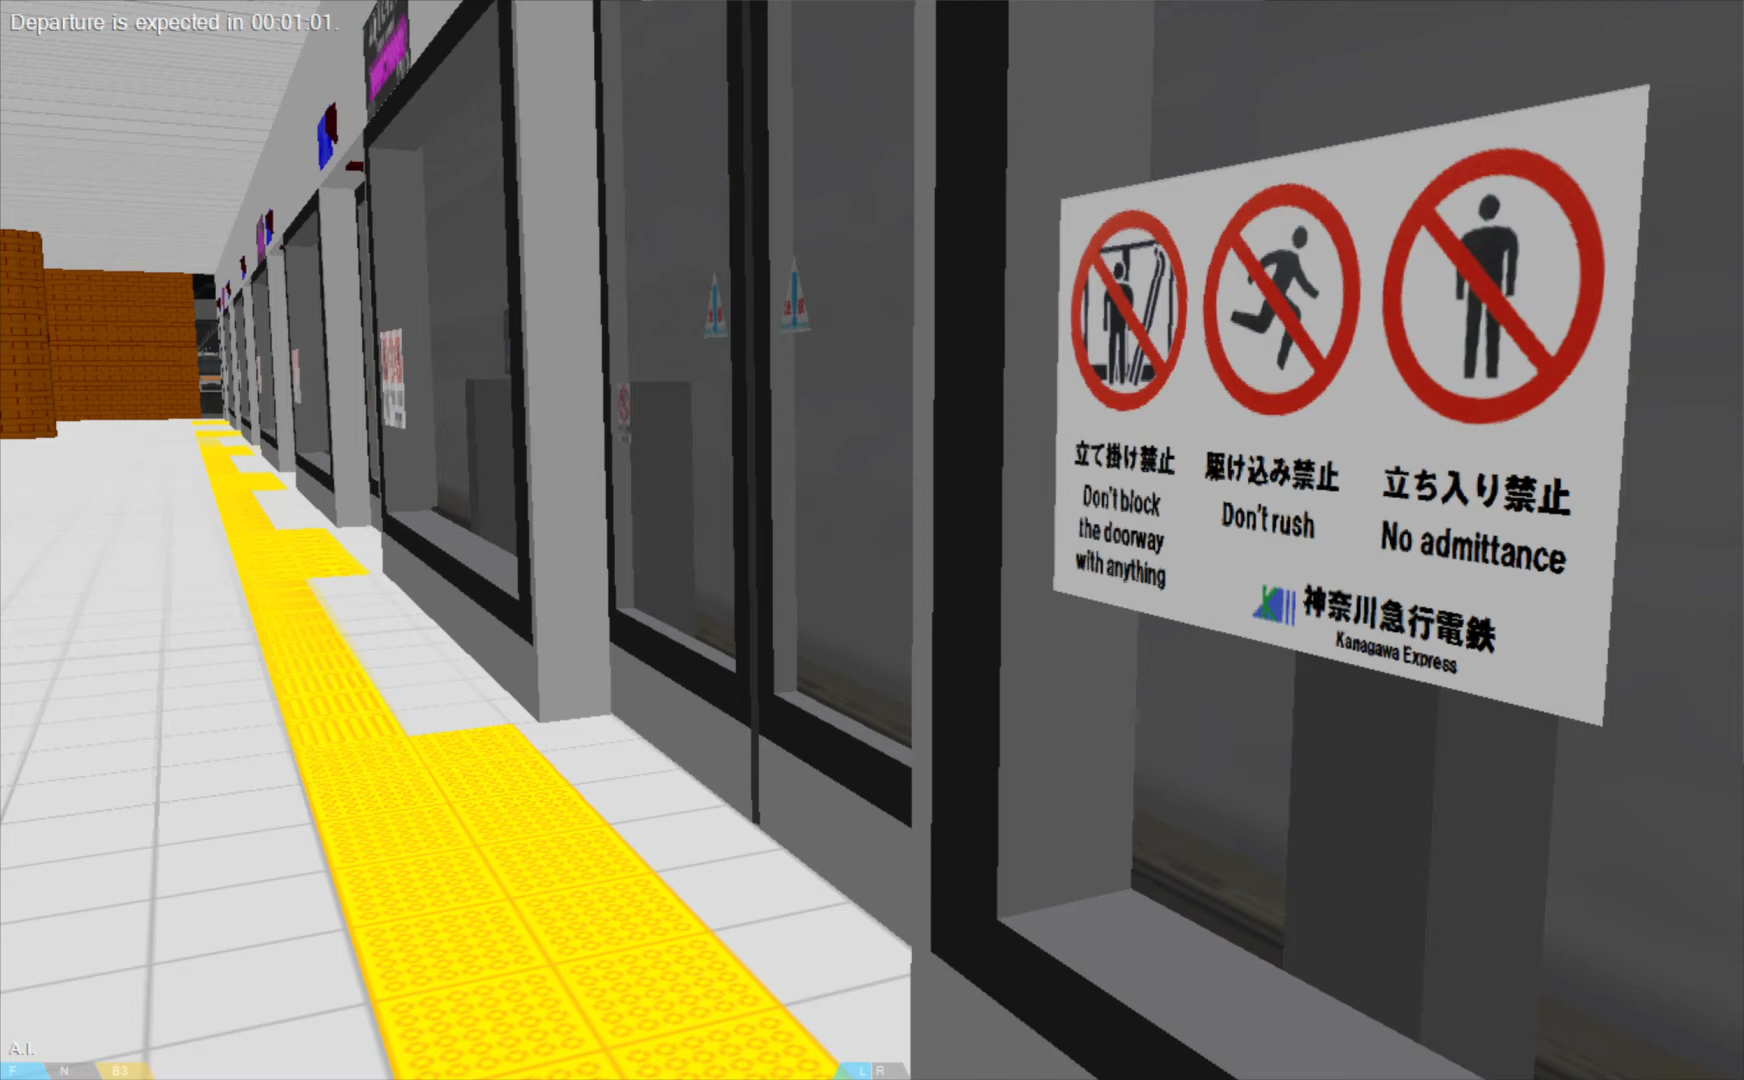 Departure is expected in 00:01:01.
立て掛け禁止
Don't block
the doorway
with anything
駆け込み禁止
Don't rush
立ち入り禁止
No admittance
神奈川急行電鉄
Kanagawa Express
A.I.
F N B3 L R